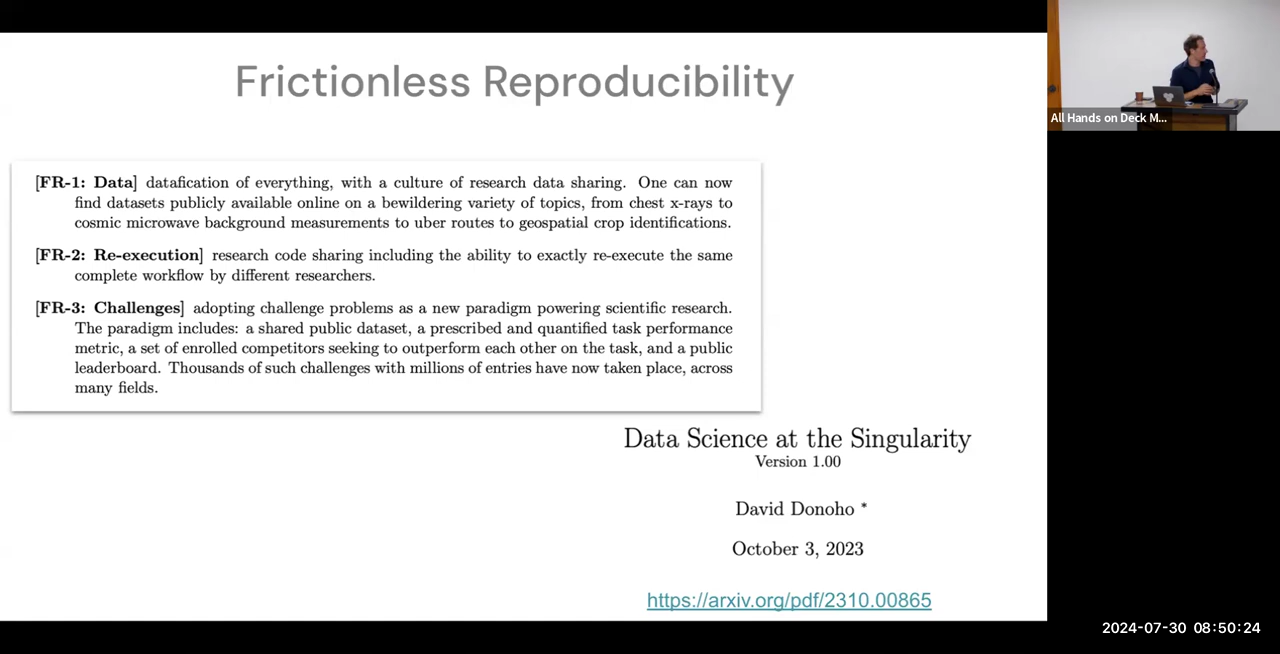 Frictionless Reproducibility
[FR-1: Data] datafication of everything, with a culture of research data sharing. One can now
find datasets publicly available online on a bewildering variety of topics, from chest x-rays to
cosmic microwave background measurements to uber routes to geospatial crop identifications.
[FR-2: Re-execution] research code sharing including the ability to exactly re-execute the same
complete workflow by different researchers.
[FR-3: Challenges] adopting challenge problems as a new paradigm powering scientific research.
The paradigm includes: a shared public dataset, a prescribed and quantified task performance
metric, a set of enrolled competitors seeking to outperform each other on the task, and a public
leaderboard. Thousands of such challenges with millions of entries have now taken place, across
many fields.
Data Science at the Singularity
Version 1.00
David Donoho *
October 3, 2023
https://arxiv.org/pdf/2310.00865
All Hands on Deck M...
2024-07-30 08:50:24